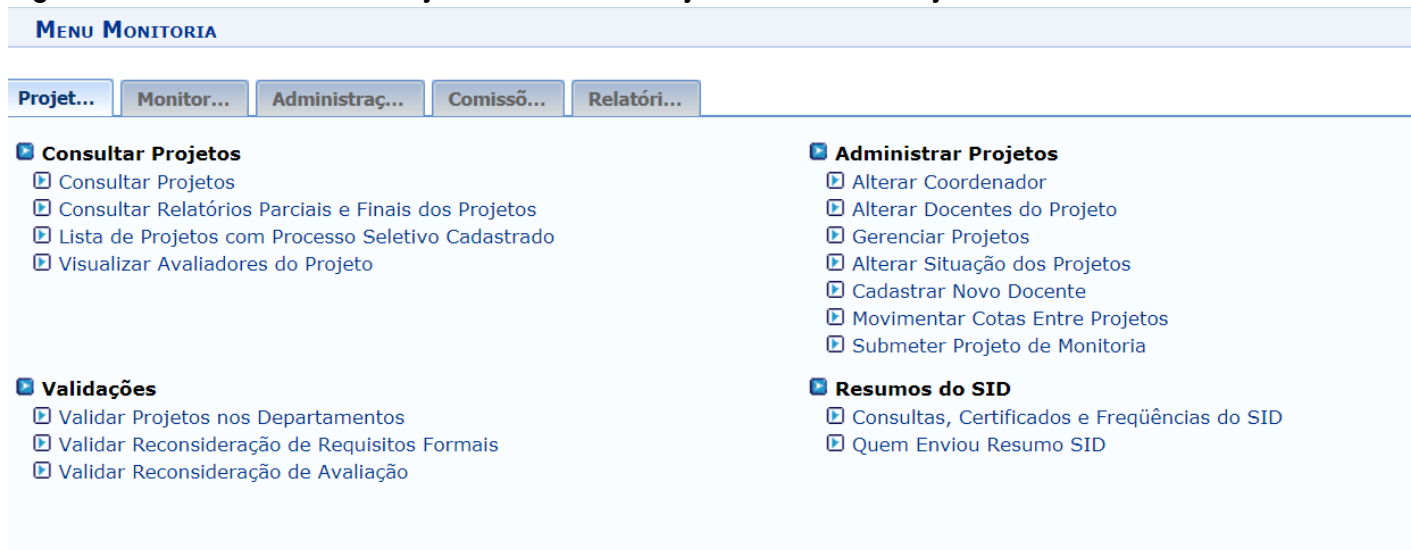 MENU MONITORIA
Projet... Monitor... Administraç... Comissõ... Relatóri...
Consultar Projetos
Consultar Projetos
Consultar Relatórios Parciais e Finais dos Projetos
Lista de Projetos com Processo Seletivo Cadastrado
Visualizar Avaliadores do Projeto
Administrar Projetos
Alterar Coordenador
Alterar Docentes do Projeto
Gerenciar Projetos
Alterar Situação dos Projetos
Cadastrar Novo Docente
Movimentar Cotas Entre Projetos
Submeter Projeto de Monitoria
Validações
Validar Projetos nos Departamentos
Validar Reconsideração de Requisitos Formais
Validar Reconsideração de Avaliação
Resumos do SID
Consultas, Certificados e Freqüências do SID
Quem Enviou Resumo SID